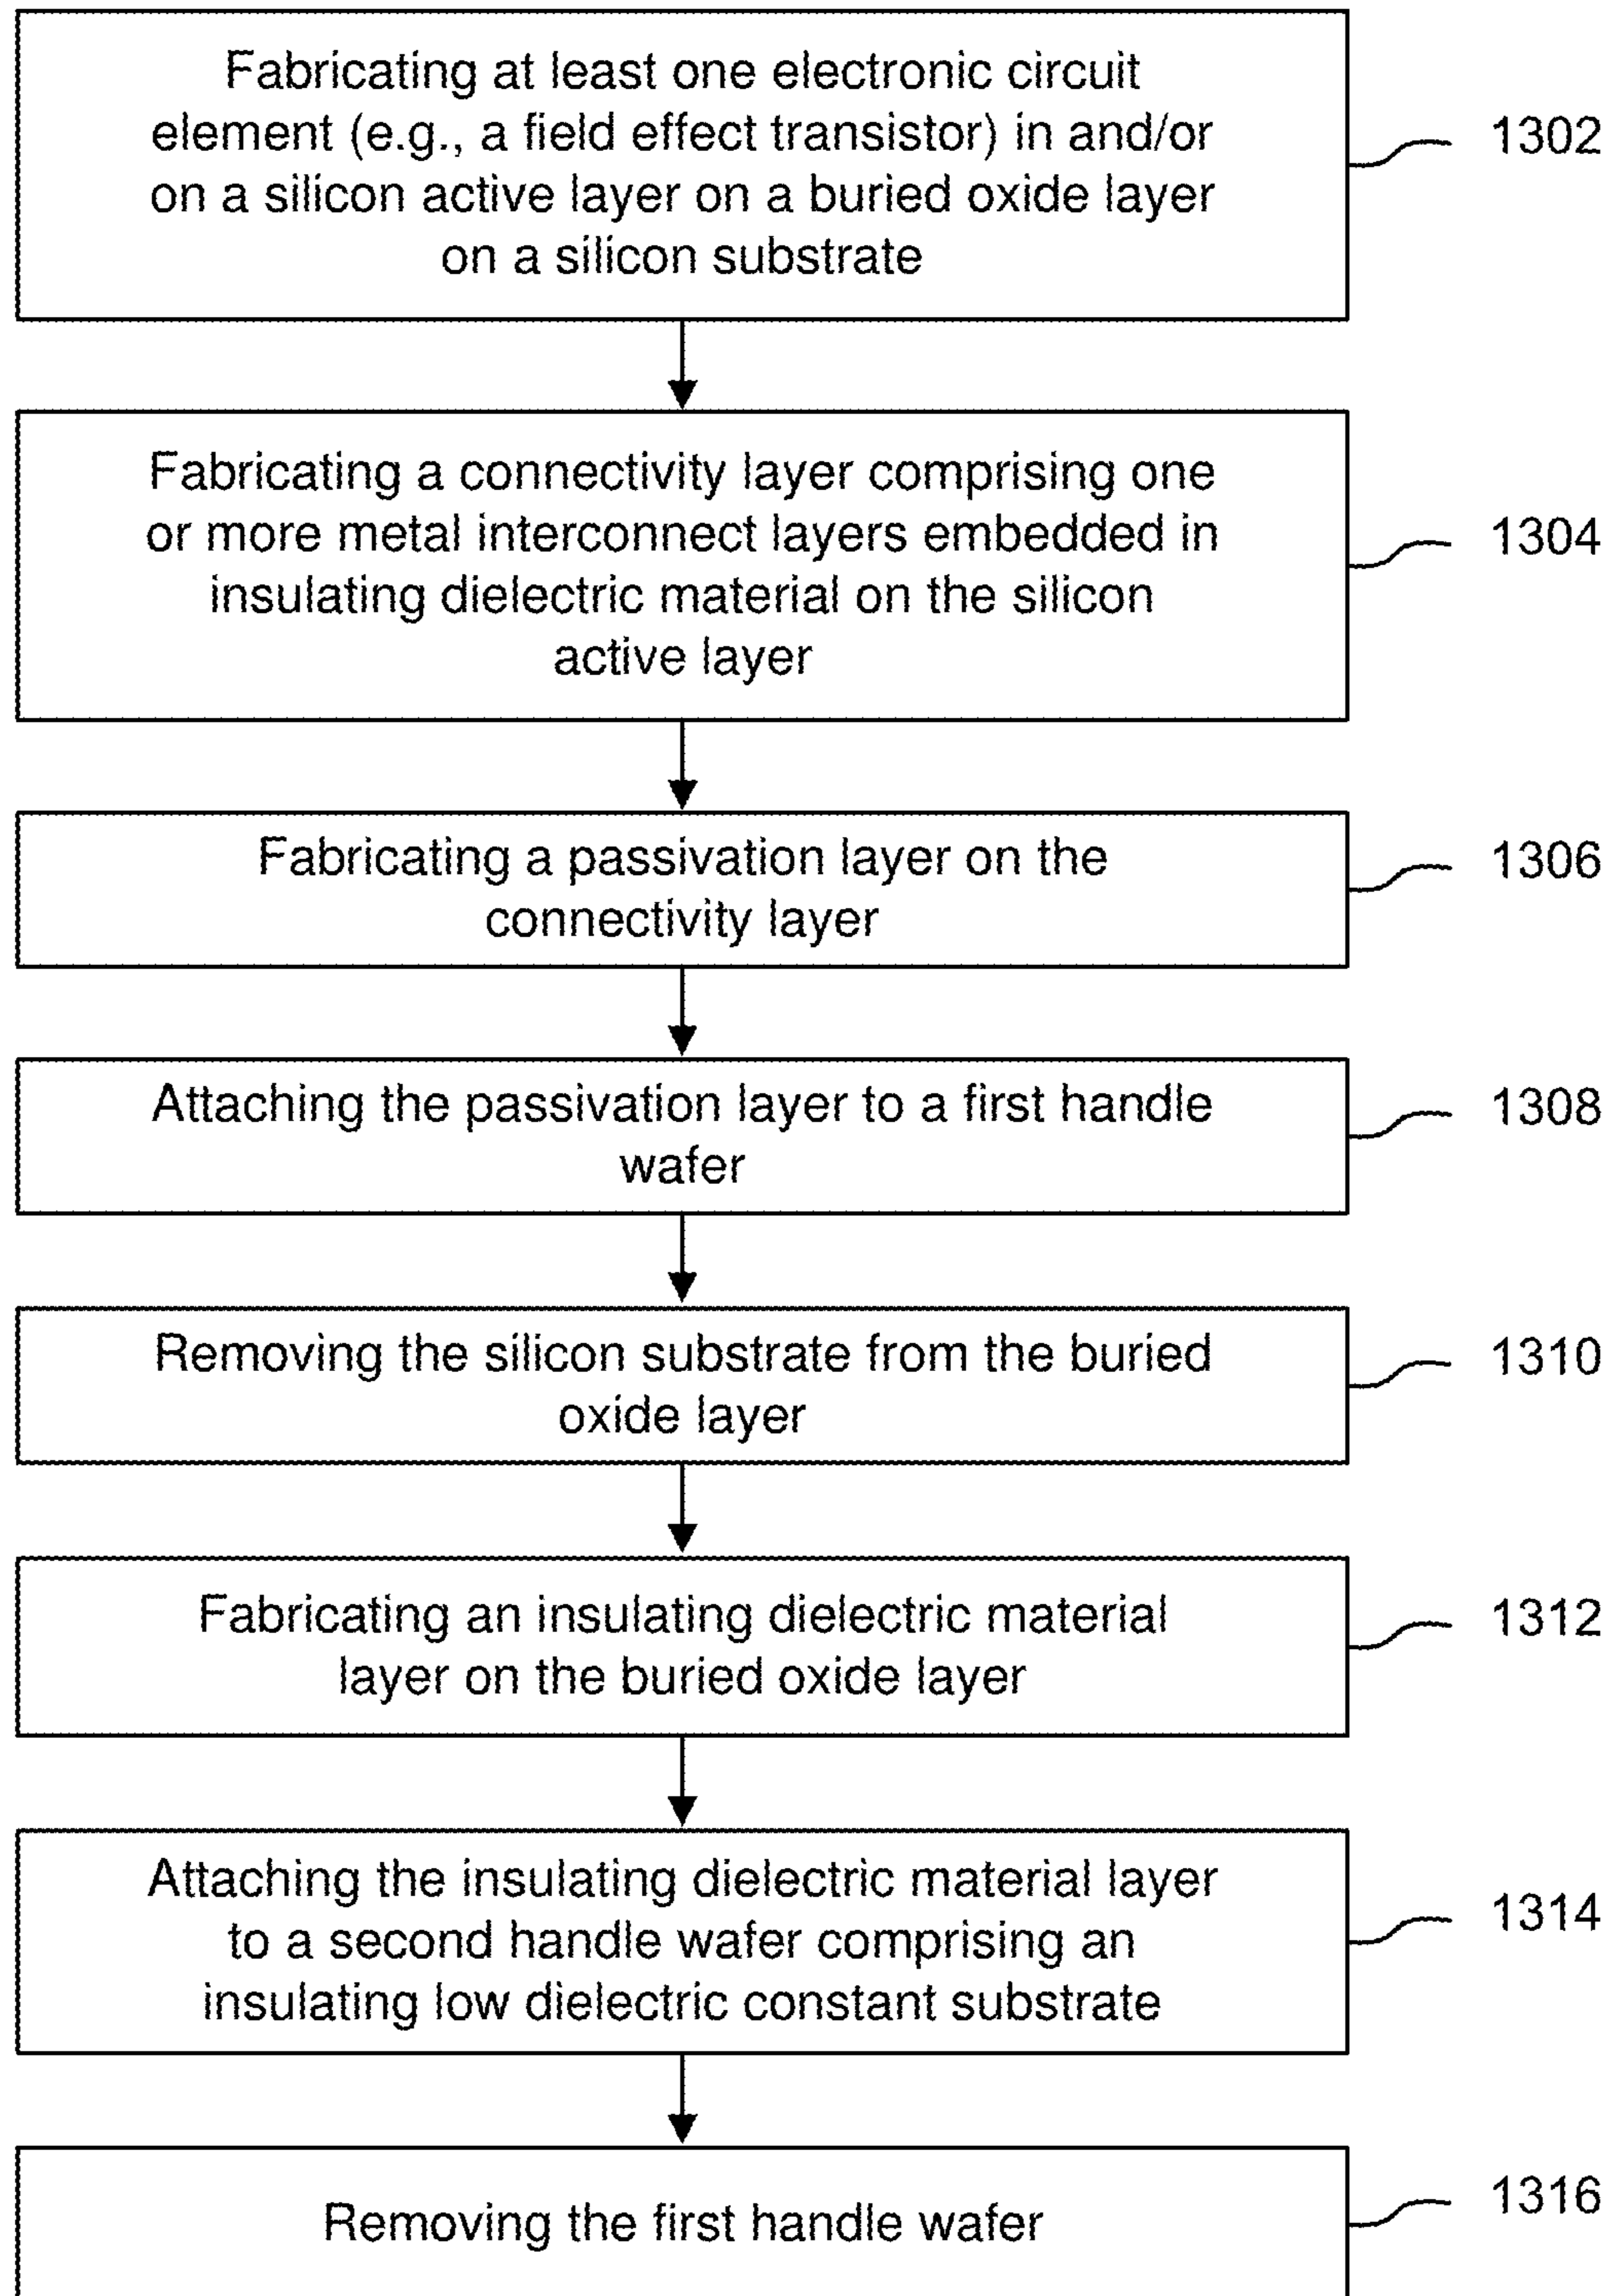 Fabricating at least one electronic circuit
element (e.g., a field effect transistor) in and/or
on a silicon active layer on a buried oxide layer
on a silicon substrate
1302
Fabricating a connectivity layer comprising one
or more metal interconnect layers embedded in
insulating dielectric material on the silicon
active layer
1304
Fabricating a passivation layer on the
connectivity layer
1306
Attaching the passivation layer to a first handle
wafer
1308
Removing the silicon substrate from the buried
oxide layer
1310
Fabricating an insulating dielectric material
layer on the buried oxide layer
1312
Attaching the insulating dielectric material layer
to a second handle wafer comprising an
insulating low dielectric constant substrate
1314
Removing the first handle wafer
1316